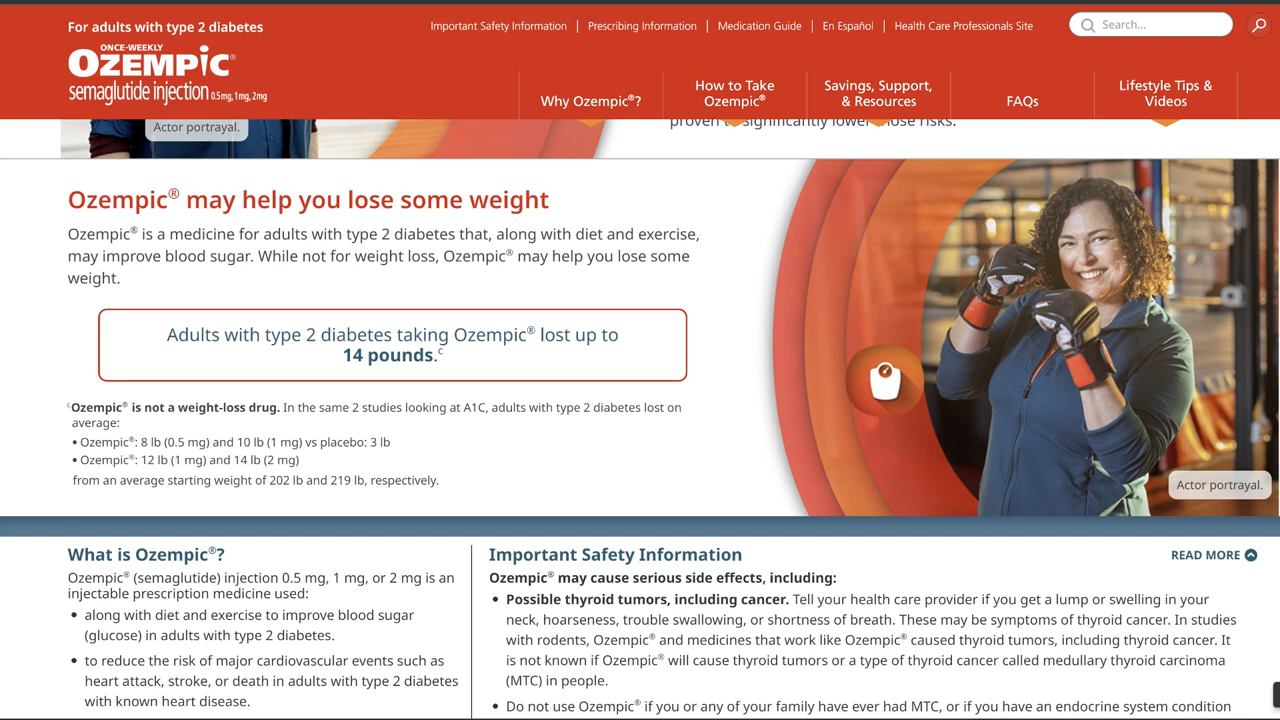 For adults with type 2 diabetes
Important Safety Information
Prescribing Information
Medication Guide
En Español
Health Care Professionals Site
Search...
ONCE-WEEKLY
OZEMPIC®
semaglutide injection 0.5mg, 1mg, 2mg
Why Ozempic®?
How to Take
Ozempic®
Savings, Support,
& Resources
FAQs
Lifestyle Tips &
Videos
Actor portrayal.
proven to significantly lower those risks.
Ozempic® may help you lose some weight
Ozempic® is a medicine for adults with type 2 diabetes that, along with diet and exercise,
may improve blood sugar. While not for weight loss, Ozempic® may help you lose some
weight.
Adults with type 2 diabetes taking Ozempic® lost up to
14 pounds.c
cOzempic® is not a weight-loss drug. In the same 2 studies looking at A1C, adults with type 2 diabetes lost on
average:
• Ozempic®: 8 lb (0.5 mg) and 10 lb (1 mg) vs placebo: 3 lb
• Ozempic®: 12 lb (1 mg) and 14 lb (2 mg)
from an average starting weight of 202 lb and 219 lb, respectively.
Actor portrayal.
What is Ozempic®?
Ozempic® (semaglutide) injection 0.5 mg, 1 mg, or 2 mg is an
injectable prescription medicine used:
• along with diet and exercise to improve blood sugar
(glucose) in adults with type 2 diabetes.
• to reduce the risk of major cardiovascular events such as
heart attack, stroke, or death in adults with type 2 diabetes
with known heart disease.
Important Safety Information
READ MORE
Ozempic® may cause serious side effects, including:
• Possible thyroid tumors, including cancer. Tell your health care provider if you get a lump or swelling in your
neck, hoarseness, trouble swallowing, or shortness of breath. These may be symptoms of thyroid cancer. In studies
with rodents, Ozempic® and medicines that work like Ozempic® caused thyroid tumors, including thyroid cancer. It
is not known if Ozempic® will cause thyroid tumors or a type of thyroid cancer called medullary thyroid carcinoma
(MTC) in people.
• Do not use Ozempic® if you or any of your family have ever had MTC, or if you have an endocrine system condition